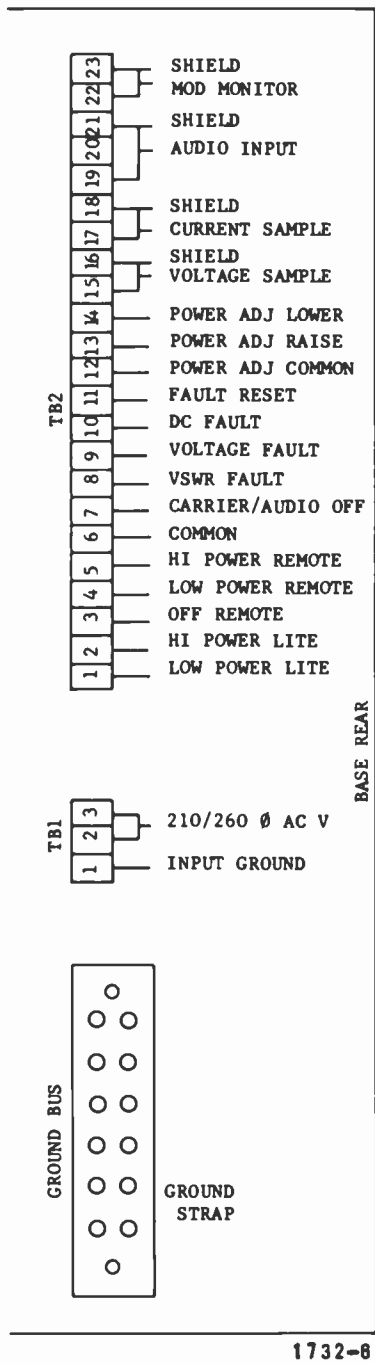 TB2
23 SHIELD
22 MOD MONITOR
21 SHIELD
20 AUDIO INPUT
19
18 SHIELD
17 CURRENT SAMPLE
16 SHIELD
15 VOLTAGE SAMPLE
14 POWER ADJ LOWER
13 POWER ADJ RAISE
12 POWER ADJ COMMON
11 FAULT RESET
10 DC FAULT
9 VOLTAGE FAULT
8 VSWR FAULT
7 CARRIER/AUDIO OFF
6 COMMON
5 HI POWER REMOTE
4 LOW POWER REMOTE
3 OFF REMOTE
2 HI POWER LITE
1 LOW POWER LITE
BASE REAR
TB1
3
2
210/260 Ø AC V
1 INPUT GROUND
GROUND BUS
GROUND
STRAP
1732-6